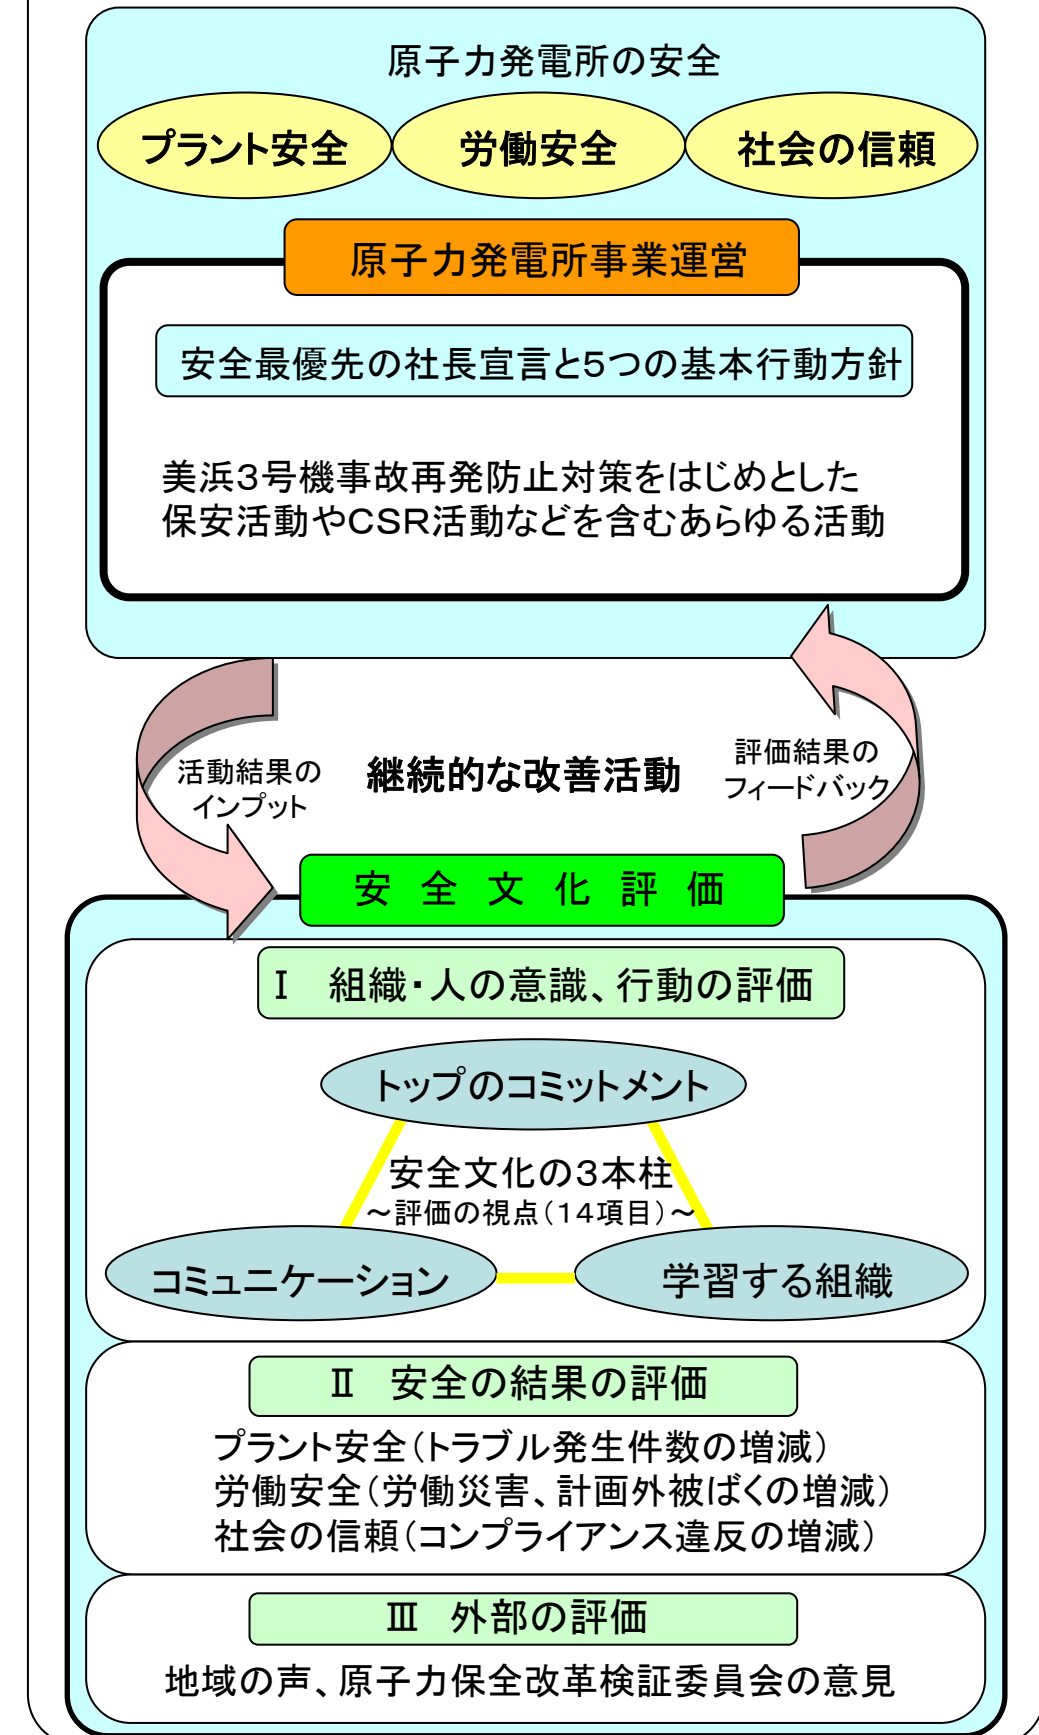 原子力発電所の安全
プラント安全
労働安全
社会の信頼
原子力発電所事業運営
安全最優先の社長宣言と5つの基本行動方針
美浜3号機事故再発防止対策をはじめとした
保安活動やCSR活動などを含むあらゆる活動
活動結果の
インプット
継続的な改善活動
評価結果の
フィードバック
安 全 文 化 評 価
Ⅰ 組織・人の意識、行動の評価
トップのコミットメント
安全文化の3本柱
～評価の視点（14項目）～
コミュニケーション
学習する組織
Ⅱ 安全の結果の評価
プラント安全（トラブル発生件数の増減）
労働安全（労働災害、計画外被ばくの増減）
社会の信頼（コンプライアンス違反の増減）
Ⅲ 外部の評価
地域の声、原子力保全改革検証委員会の意見